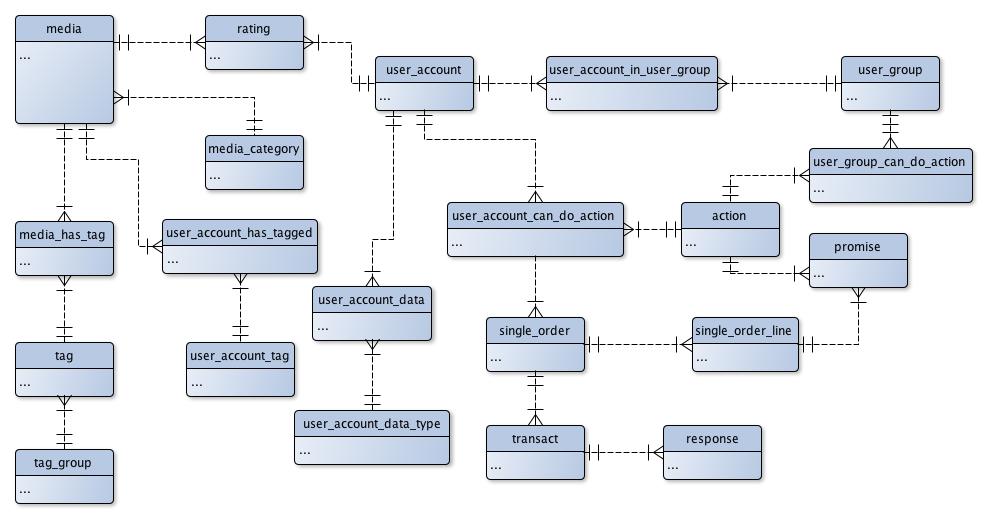 media
...
rating
...
user_account
...
user_account_in_user_group
...
user_group
...
media_category
...
user_group_can_do_action
...
user_account_can_do_action
...
action
...
media_has_tag
...
user_account_has_tagged
...
promise
...
user_account_data
...
single_order
...
single_order_line
...
tag
...
user_account_tag
...
user_account_data_type
...
transact
...
response
...
tag_group
...